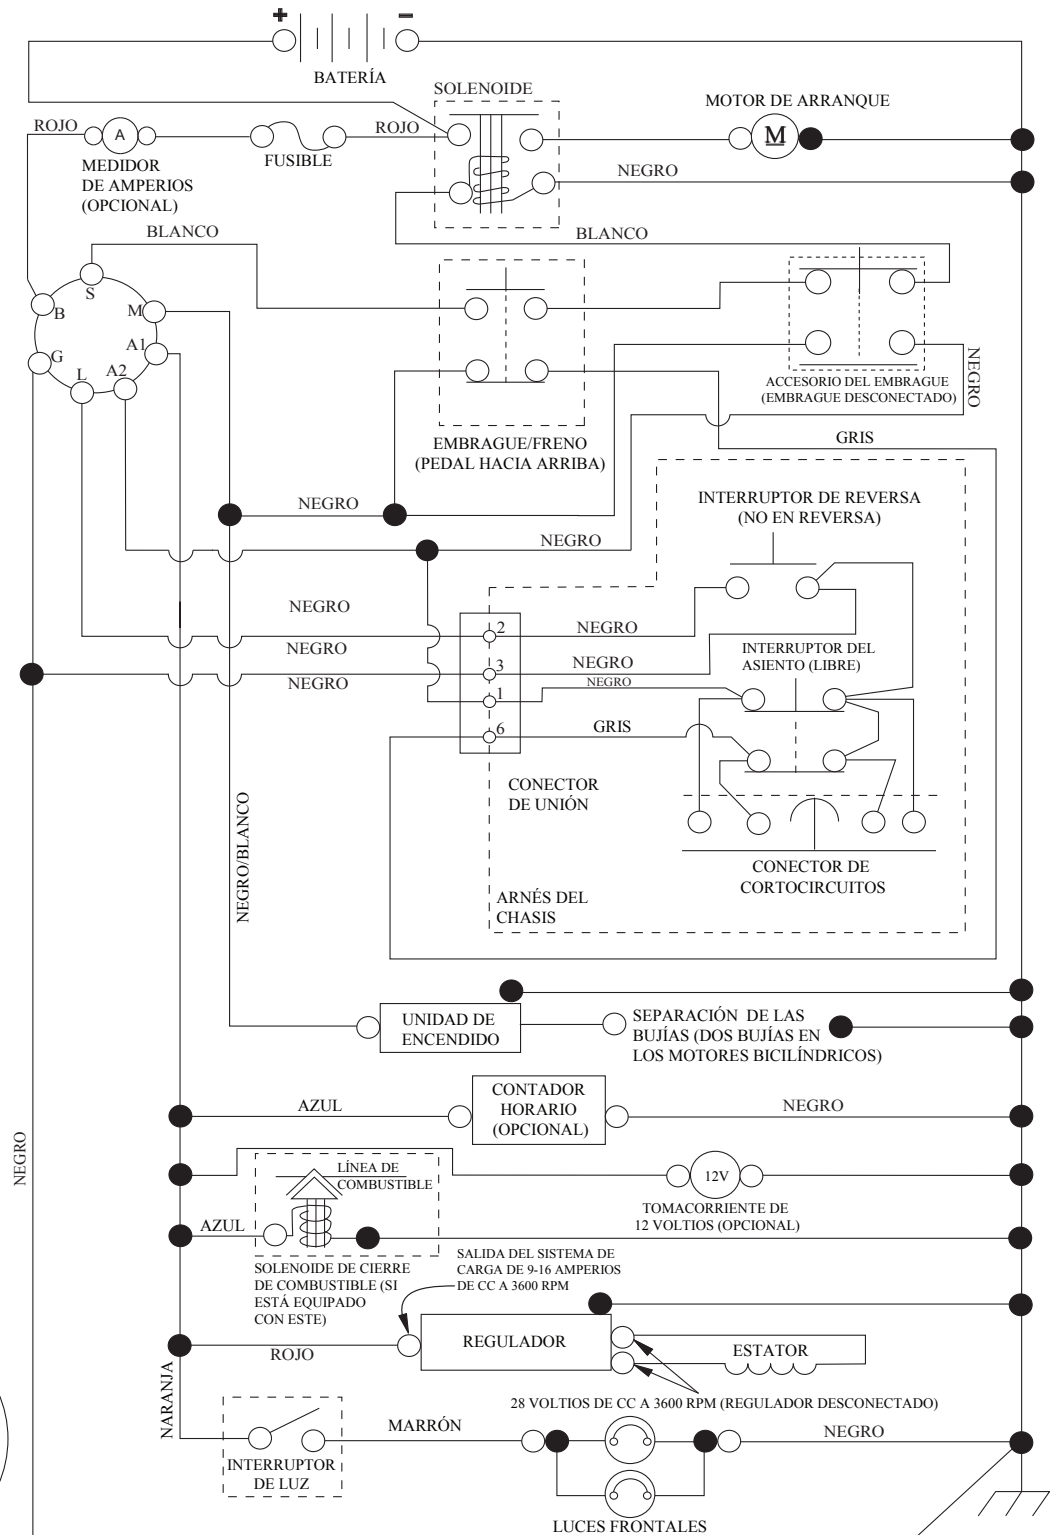 + −
BATERÍA
SOLENOIDE
MOTOR DE ARRANQUE
ROJO
A
ROJO
M
FUSIBLE
MEDIDOR
DE AMPERIOS
(OPCIONAL)
NEGRO
BLANCO
BLANCO
S
B
M
A1
G
L
A2
NEGRO
ACCESORIO DEL EMBRAGUE
(EMBRAGUE DESCONECTADO)
EMBRAGUE/FRENO
(PEDAL HACIA ARRIBA)
GRIS
INTERRUPTOR DE REVERSA
(NO EN REVERSA)
NEGRO
NEGRO
NEGRO
2
NEGRO
NEGRO
INTERRUPTOR DEL
ASIENTO (LIBRE)
3
NEGRO
NEGRO
NEGRO
1
6
GRIS
CONECTOR
DE UNIÓN
NEGRO/BLANCO
CONECTOR DE
CORTOCIRCUITOS
ARNÉS DEL
CHASIS
UNIDAD DE
ENCENDIDO
SEPARACIÓN DE LAS
BUJÍAS (DOS BUJÍAS EN
LOS MOTORES BICILÍNDRICOS)
AZUL
CONTADOR
HORARIO
(OPCIONAL)
NEGRO
NEGRO
LÍNEA DE
COMBUSTIBLE
12V
TOMACORRIENTE DE
12 VOLTIOS (OPCIONAL)
AZUL
SOLENOIDE DE CIERRE
DE COMBUSTIBLE (SI
ESTÁ EQUIPADO
CON ESTE)
SALIDA DEL SISTEMA DE
CARGA DE 9-16 AMPERIOS
DE CC A 3600 RPM
REGULADOR
ESTATOR
ROJO
NARANJA
28 VOLTIOS DE CC A 3600 RPM (REGULADOR DESCONECTADO)
MARRÓN
NEGRO
INTERRUPTOR
DE LUZ
LUCES FRONTALES